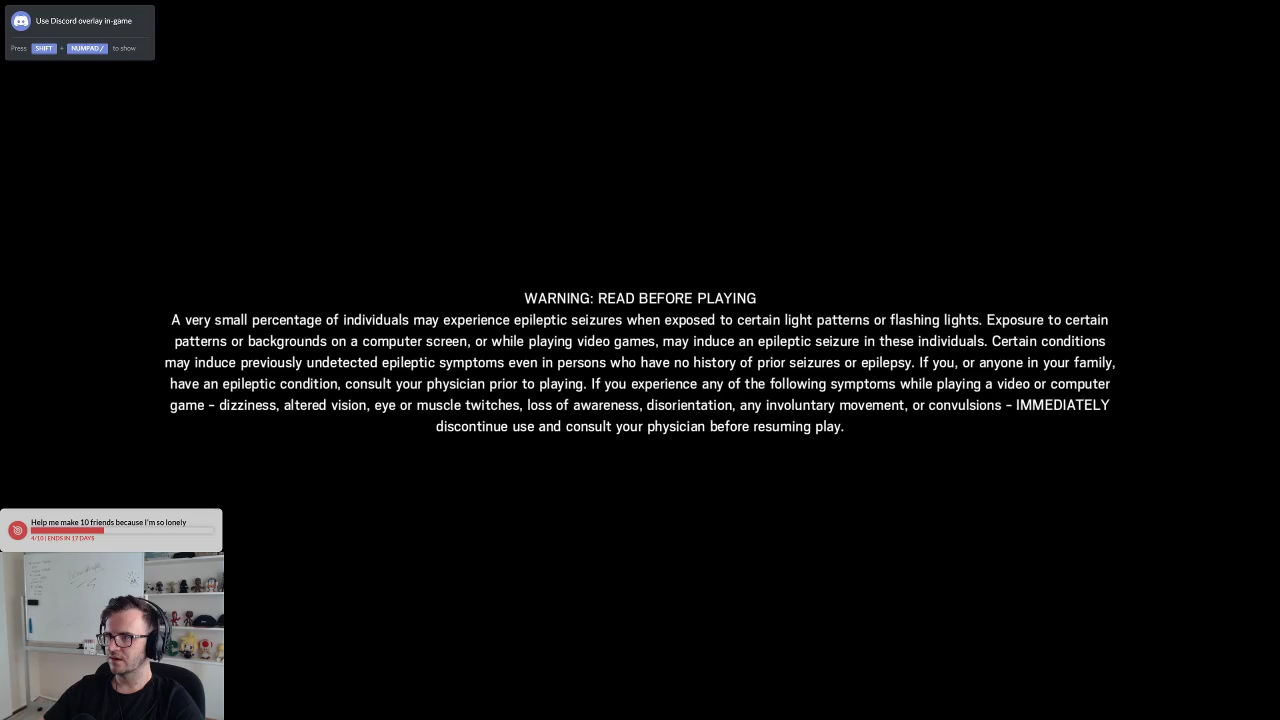 Use Discord overlay in-game
Press SHIFT + NUMPAD / to show
WARNING: READ BEFORE PLAYING
A very small percentage of individuals may experience epileptic seizures when exposed to certain light patterns or flashing lights. Exposure to certain
patterns or backgrounds on a computer screen, or while playing video games, may induce an epileptic seizure in these individuals. Certain conditions
may induce previously undetected epileptic symptoms even in persons who have no history of prior seizures or epilepsy. If you, or anyone in your family,
have an epileptic condition, consult your physician prior to playing. If you experience any of the following symptoms while playing a video or computer
game - dizziness, altered vision, eye or muscle twitches, loss of awareness, disorientation, any involuntary movement, or convulsions - IMMEDIATELY
discontinue use and consult your physician before resuming play.
Help me make 10 friends because I'm so lonely
4/10 | ENDS IN 17 DAYS